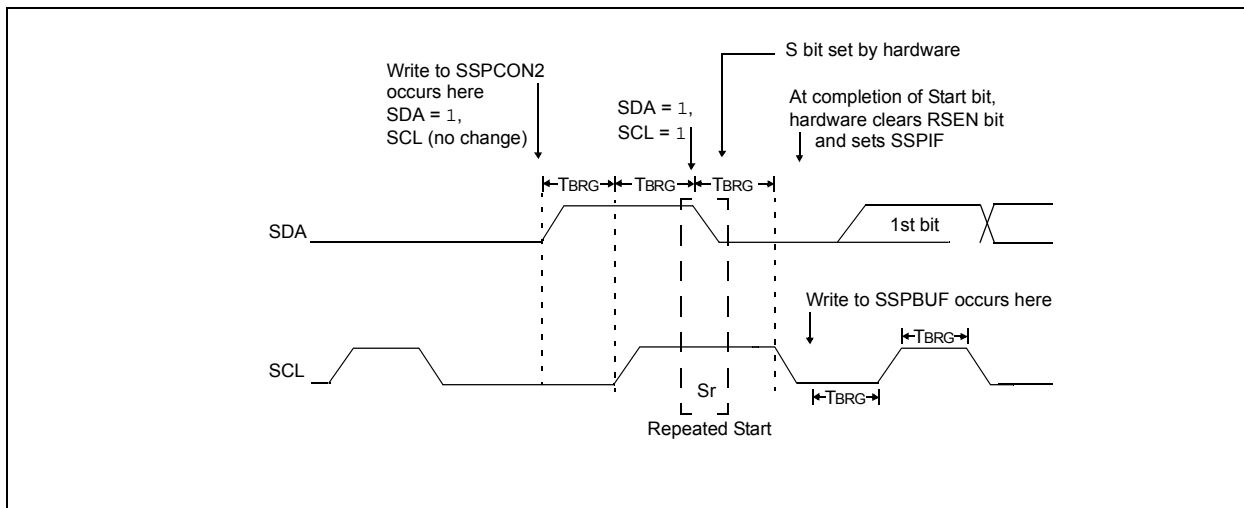 S bit set by hardware
Write to SSPCON2
occurs here
SDA = 1,
SCL (no change)
SDA = 1,
SCL = 1
At completion of Start bit,
hardware clears RSEN bit
and sets SSPIF
TBRG
TBRG
TBRG
SDA
1st bit
Write to SSPBUF occurs here
TBRG
SCL
Sr
TBRG
Repeated Start